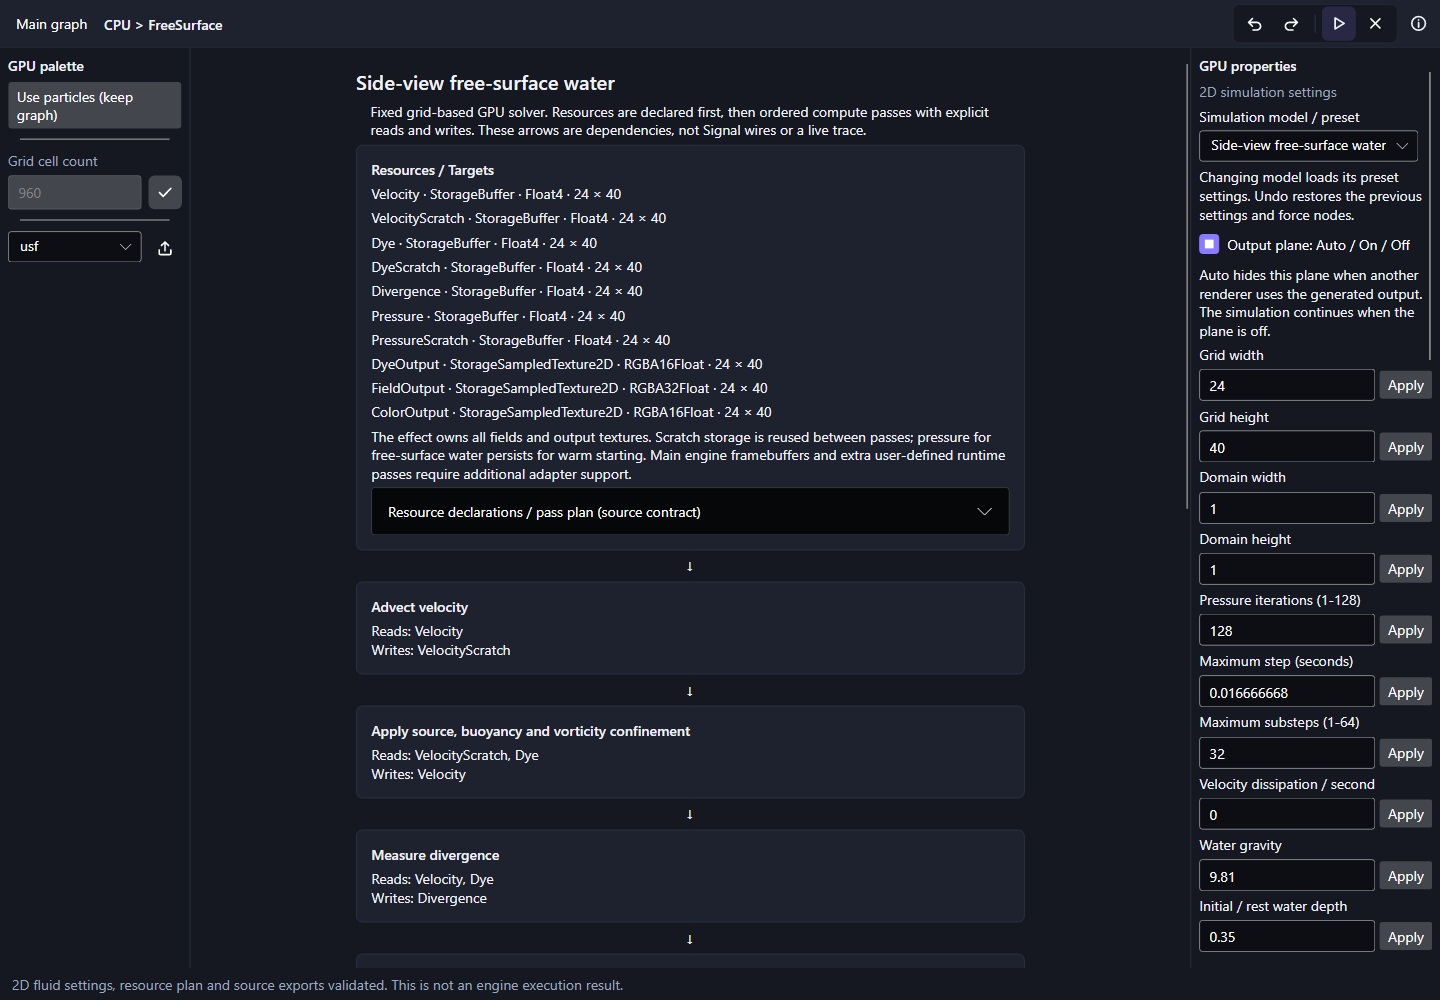 Main graph
CPU > FreeSurface
GPU palette
Use particles (keep
graph)
Grid cell count
960
usf
Side-view free-surface water
Fixed grid-based GPU solver. Resources are declared first, then ordered compute passes with explicit
reads and writes. These arrows are dependencies, not Signal wires or a live trace.
Resources / Targets
Velocity · StorageBuffer · Float4 · 24 × 40
VelocityScratch · StorageBuffer · Float4 · 24 × 40
Dye · StorageBuffer · Float4 · 24 × 40
DyeScratch · StorageBuffer · Float4 · 24 × 40
Divergence · StorageBuffer · Float4 · 24 × 40
Pressure · StorageBuffer · Float4 · 24 × 40
PressureScratch · StorageBuffer · Float4 · 24 × 40
DyeOutput · StorageSampledTexture2D · RGBA16Float · 24 × 40
FieldOutput · StorageSampledTexture2D · RGBA32Float · 24 × 40
ColorOutput · StorageSampledTexture2D · RGBA16Float · 24 × 40
The effect owns all fields and output textures. Scratch storage is reused between passes; pressure for
free-surface water persists for warm starting. Main engine framebuffers and extra user-defined runtime
passes require additional adapter support.
Resource declarations / pass plan (source contract)
↓
Advect velocity
Reads: Velocity
Writes: VelocityScratch
↓
Apply source, buoyancy and vorticity confinement
Reads: VelocityScratch, Dye
Writes: Velocity
↓
Measure divergence
Reads: Velocity, Dye
Writes: Divergence
↓
GPU properties
2D simulation settings
Simulation model / preset
Side-view free-surface water
Changing model loads its preset
settings. Undo restores the previous
settings and force nodes.
Output plane: Auto / On / Off
Auto hides this plane when another
renderer uses the generated output.
The simulation continues when the
plane is off.
Grid width
24 Apply
Grid height
40 Apply
Domain width
1 Apply
Domain height
1 Apply
Pressure iterations (1-128)
128 Apply
Maximum step (seconds)
0.016666668 Apply
Maximum substeps (1-64)
32 Apply
Velocity dissipation / second
0 Apply
Water gravity
9.81 Apply
Initial / rest water depth
0.35 Apply
2D fluid settings, resource plan and source exports validated. This is not an engine execution result.